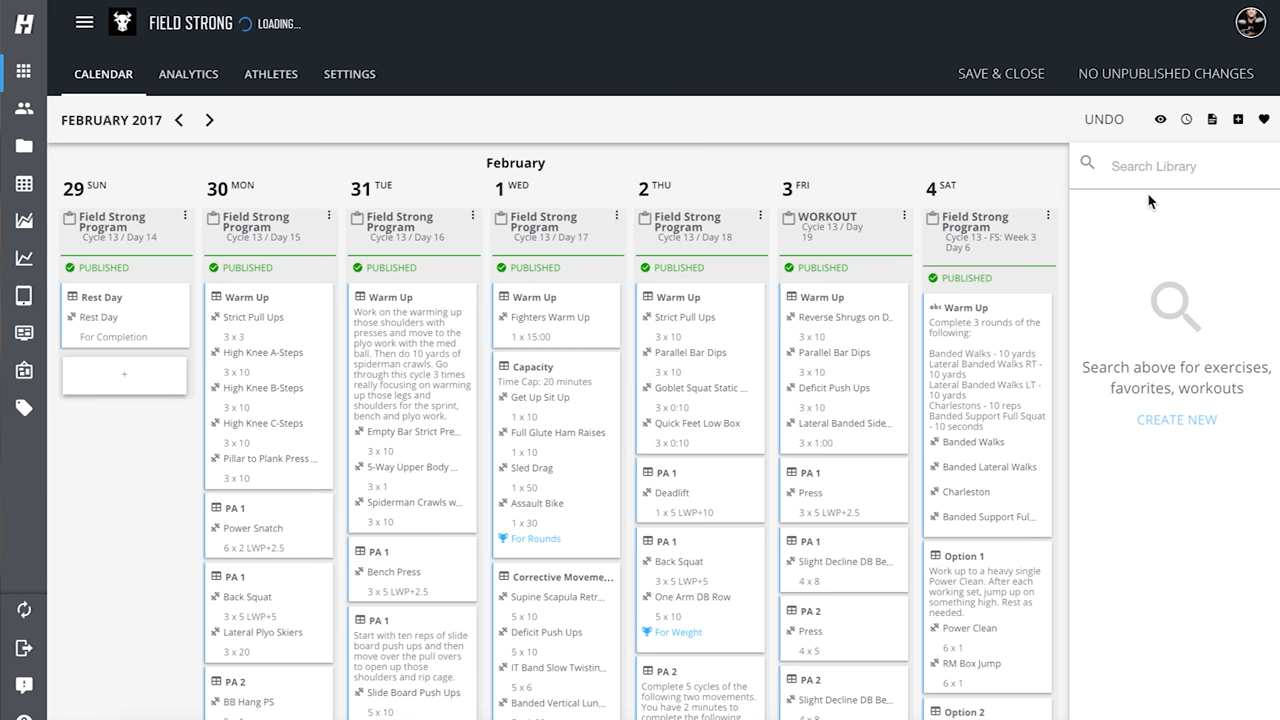 FIELD STRONG LOADING...
CALENDAR ANALYTICS ATHLETES SETTINGS SAVE & CLOSE NO UNPUBLISHED CHANGES
FEBRUARY 2017 UNDO
February
29 SUN
Field Strong
Program
Cycle 13 / Day 14
PUBLISHED
Rest Day
Rest Day
For Completion
+
30 MON
Field Strong
Program
Cycle 13 / Day 15
PUBLISHED
Warm Up
Strict Pull Ups
3 x 3
High Knee A-Steps
3 x 10
High Knee B-Steps
3 x 10
High Knee C-Steps
3 x 10
Pillar to Plank Press ...
3 x 10
PA 1
Power Snatch
6 x 2 LWP+2.5
PA 1
Back Squat
3 x 5 LWP+5
Lateral Plyo Skiers
3 x 20
PA 2
BB Hang PS
31 TUE
Field Strong
Program
Cycle 13 / Day 16
PUBLISHED
Warm Up
Work on the warming up
those shoulders with
presses and move to the
plyo work with the med
ball. Then do 10 yards of
spiderman crawls. Go
through this cycle 3 times
really focusing on warming
up those legs and
shoulders for the sprint,
bench and plyo work.
Empty Bar Strict Pre...
3 x 10
5-Way Upper Body ...
3 x 1
Spiderman Crawls w...
3 x 10
PA 1
Bench Press
3 x 5 LWP+2.5
PA 1
Start with ten reps of slide
board push ups and then
move over the pull overs
to open up those
shoulders and rip cage.
Slide Board Push Ups
5 x 10
1 WED
Field Strong
Program
Cycle 13 / Day 17
PUBLISHED
Warm Up
Fighters Warm Up
1 x 15:00
Capacity
Time Cap: 20 minutes
Get Up Sit Up
1 x 10
Full Glute Ham Raises
1 x 10
Sled Drag
1 x 50
Assault Bike
1 x 30
For Rounds
Corrective Moveme...
Supine Scapula Retr...
5 x 10
Deficit Push Ups
5 x 10
IT Band Slow Twistin...
5 x 6
Banded Vertical Lun...
2 THU
Field Strong
Program
Cycle 13 / Day 18
PUBLISHED
Warm Up
Strict Pull Ups
3 x 10
Parallel Bar Dips
3 x 10
Goblet Squat Static ...
3 x 0:10
Quick Feet Low Box
3 x 0:10
PA 1
Deadlift
1 x 5 LWP+10
PA 1
Back Squat
3 x 5 LWP+5
One Arm DB Row
5 x 10
For Weight
PA 2
Complete 5 cycles of the
following two movements.
You have 2 minutes to
complete the following
3 FRI
WORKOUT
Cycle 13 / Day
19
PUBLISHED
Warm Up
Reverse Shrugs on D..
3 x 10
Parallel Bar Dips
3 x 10
Deficit Push Ups
3 x 10
Lateral Banded Side...
3 x 1:00
PA 1
Press
3 x 5 LWP+2.5
PA 1
Slight Decline DB Be...
4 x 8
PA 2
Press
4 x 5
PA 2
Slight Decline DB Be...
4 x 8
4 SAT
Field Strong
Program
Cycle 13 - FS: Week 3
Day 6
PUBLISHED
abc Warm Up
Complete 3 rounds of the
following:
Banded Walks - 10 yards
Lateral Banded Walks RT -
10 yards
Lateral Banded Walks LT -
10 yards
Charlestons - 10 reps
Banded Support Full Squat
- 10 seconds
Banded Walks
Banded Lateral Walks
Charleston
Banded Support Ful...
Option 1
Work up to a heavy single
Power Clean. After each
working set, jump up on
something high. Rest as
needed.
Power Clean
6 x 1
RM Box Jump
6 x 1
Option 2
Search Library
Search above for exercises,
favorites, workouts
CREATE NEW